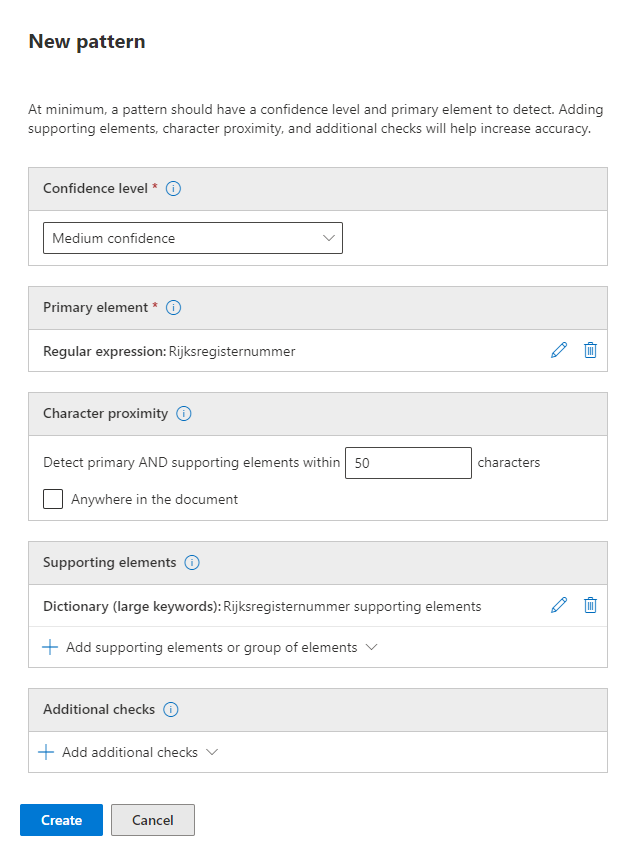 New pattern
At minimum, a pattern should have a confidence level and primary element to detect. Adding
supporting elements, character proximity, and additional checks will help increase accuracy.
Confidence level *
Medium confidence
Primary element *
Regular expression: Rijksregisternummer
Character proximity
Detect primary AND supporting elements within 50 characters
Anywhere in the document
Supporting elements
Dictionary (large keywords): Rijksregisternummer supporting elements
Add supporting elements or group of elements
Additional checks
Add additional checks
Create Cancel